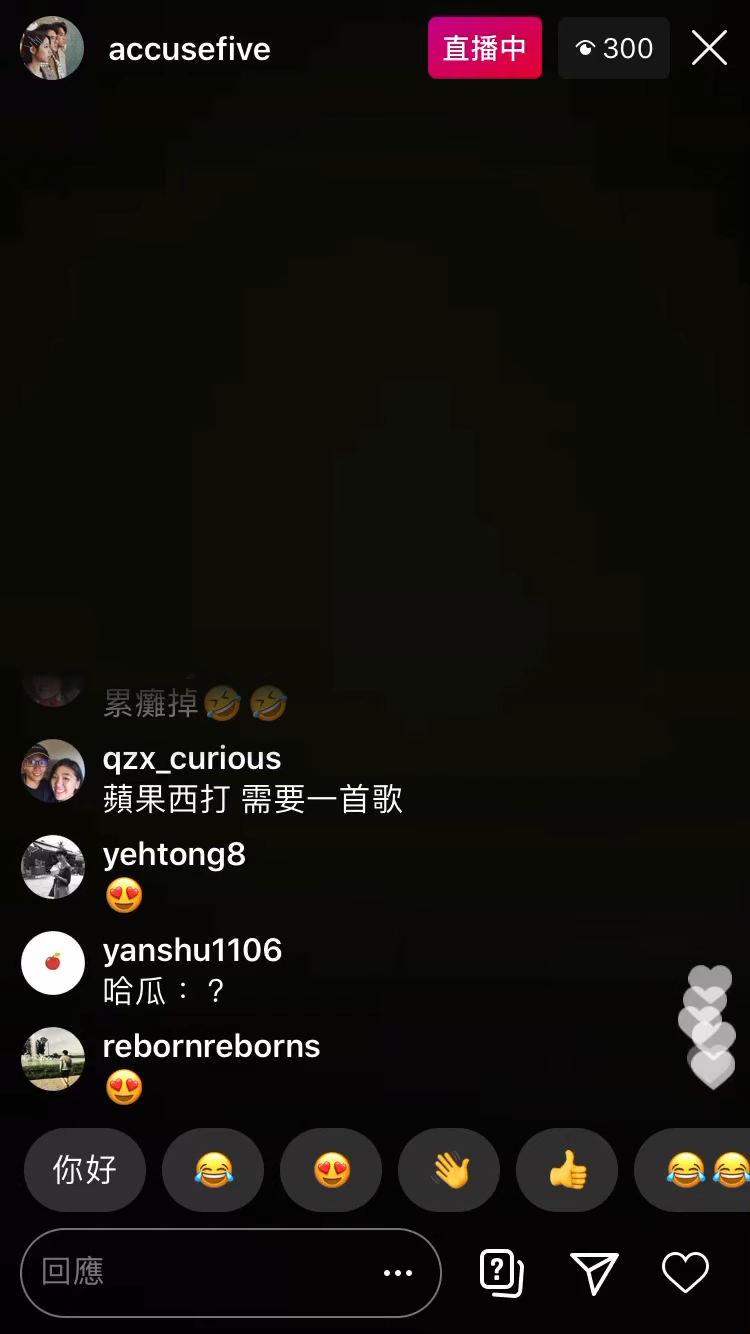 accusefive
直播中
300
累癱掉🤣🤣
qzx_curious
蘋果西打 需要一首歌
yehtong8
😍
yanshu1106
哈瓜：？
rebornreborns
😍
你好 😂 😍 👋 👍 😂😂
回應